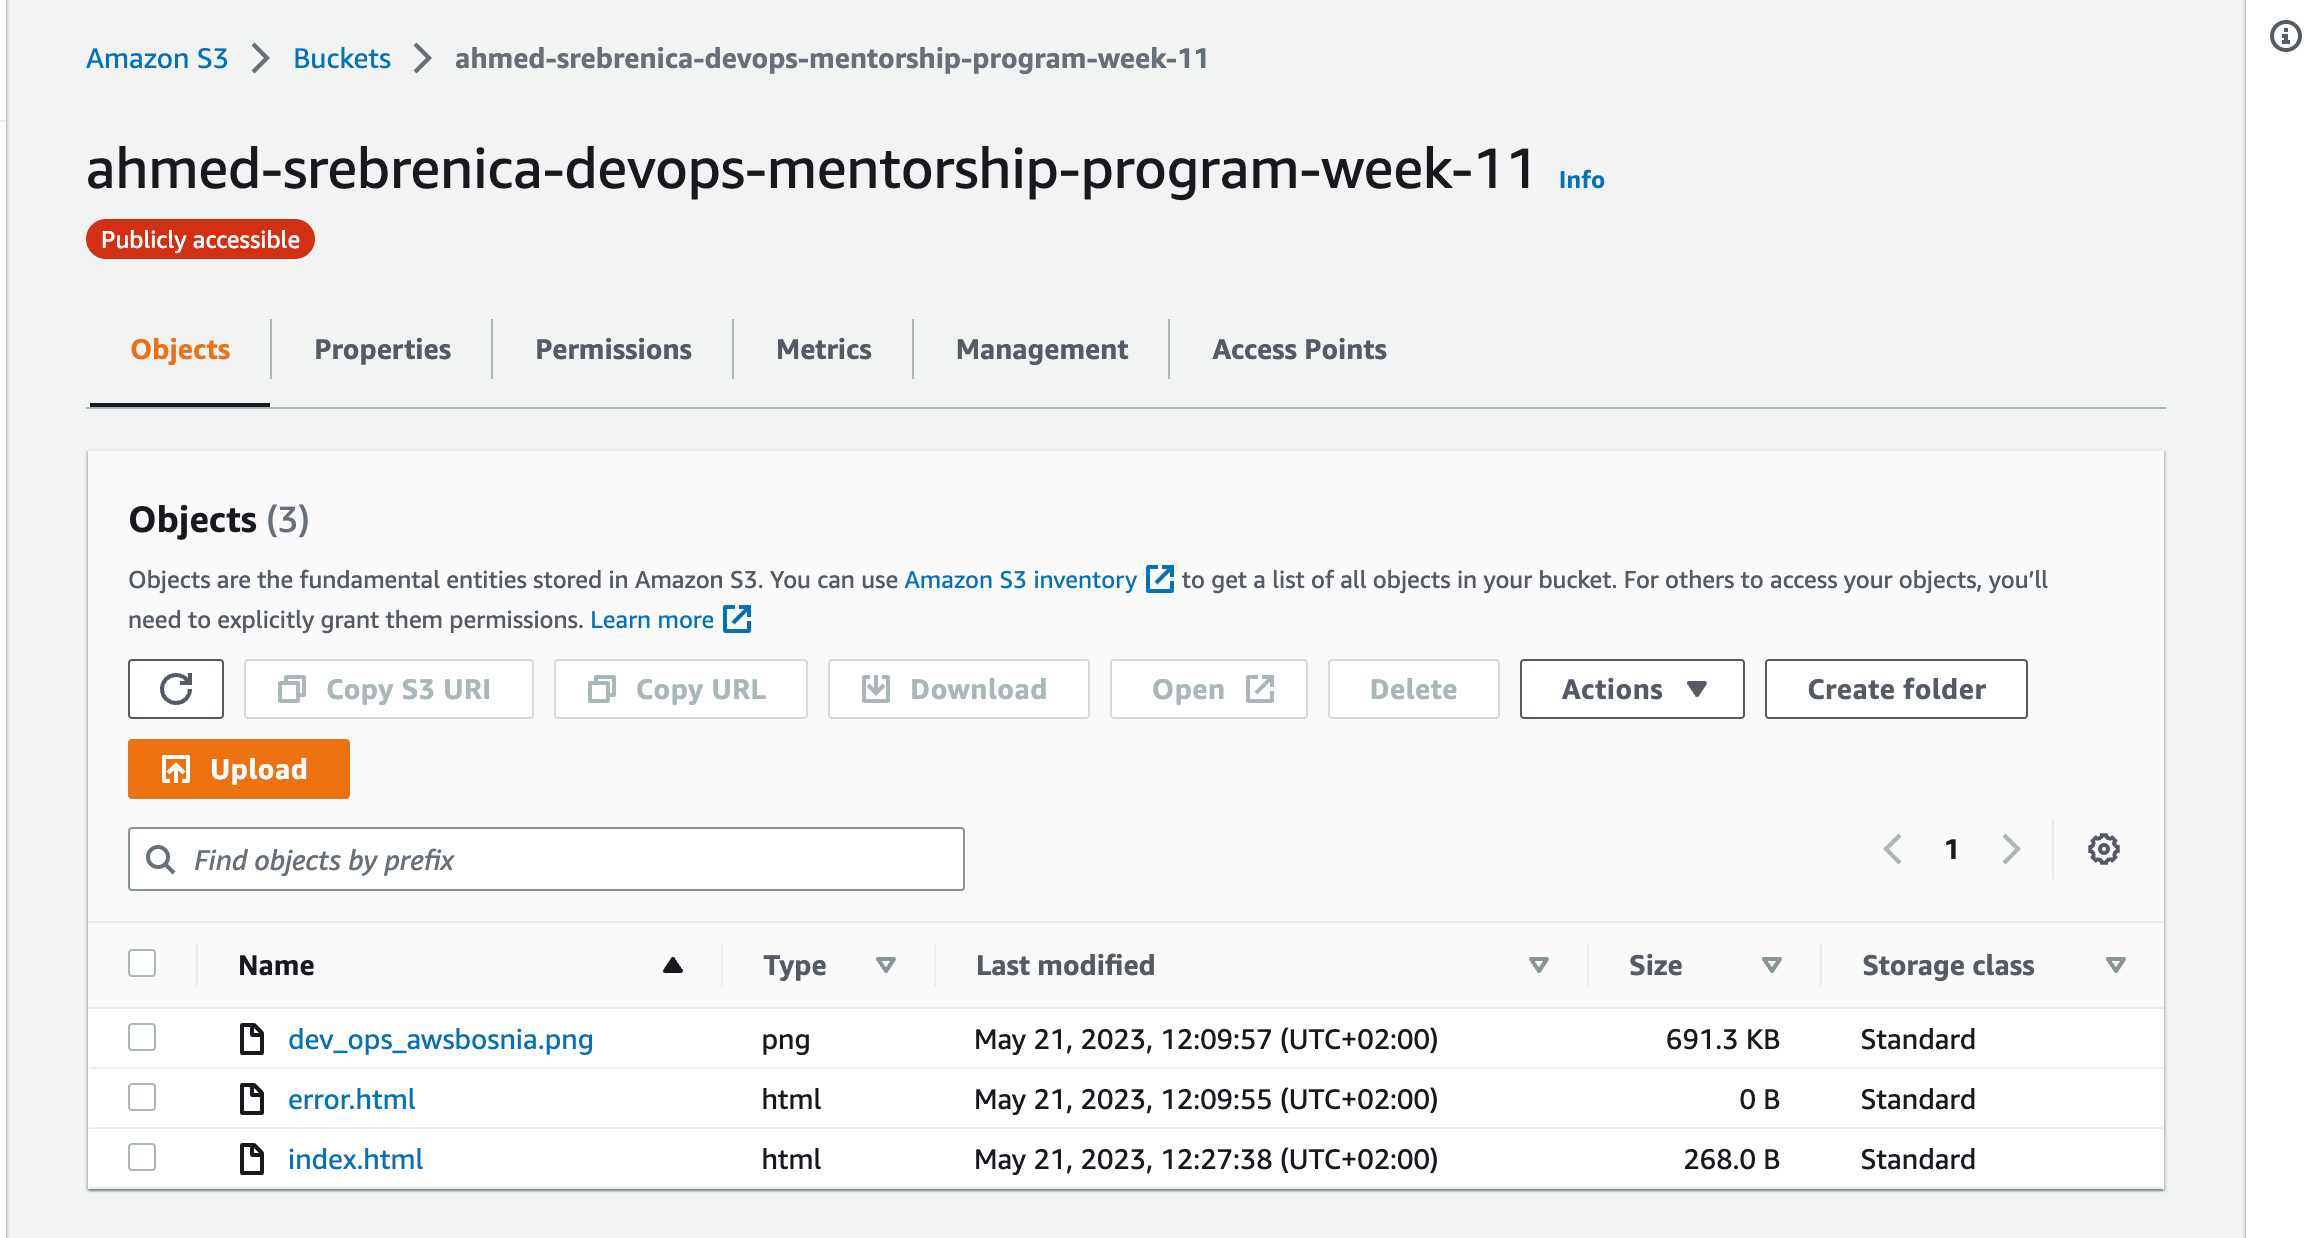 Amazon S3 > Buckets > ahmed-srebrenica-devops-mentorship-program-week-11
ahmed-srebrenica-devops-mentorship-program-week-11 Info
Publicly accessible
Objects Properties Permissions Metrics Management Access Points
Objects (3)
Objects are the fundamental entities stored in Amazon S3. You can use Amazon S3 inventory to get a list of all objects in your bucket. For others to access your objects, you'll
need to explicitly grant them permissions. Learn more
Copy S3 URI Copy URL Download Open Delete Actions Create folder
Upload
Find objects by prefix 1
Name Type Last modified Size Storage class
dev_ops_awsbosnia.png png May 21, 2023, 12:09:57 (UTC+02:00) 691.3 KB Standard
error.html html May 21, 2023, 12:09:55 (UTC+02:00) 0 B Standard
index.html html May 21, 2023, 12:27:38 (UTC+02:00) 268.0 B Standard